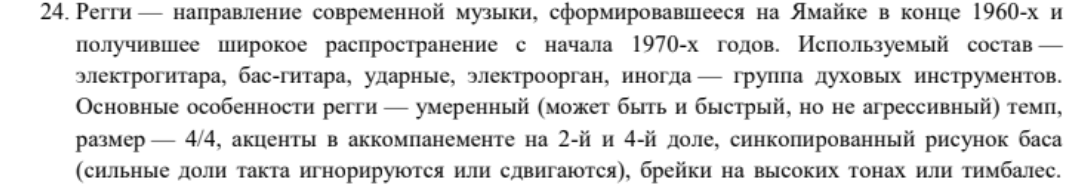 24. Регги — направление современной музыки, сформировавшееся на Ямайке в конце 1960-х и
получившее широкое распространение с начала 1970-х годов. Используемый состав —
электрогитара, бас-гитара, ударные, электроорган, иногда — группа духовых инструментов.
Основные особенности регги — умеренный (может быть и быстрый, но не агрессивный) темп,
размер — 4/4, акценты в аккомпанементе на 2-й и 4-й доле, синкопированный рисунок баса
(сильные доли такта игнорируются или сдвигаются), брейки на высоких тонах или тимбалес.